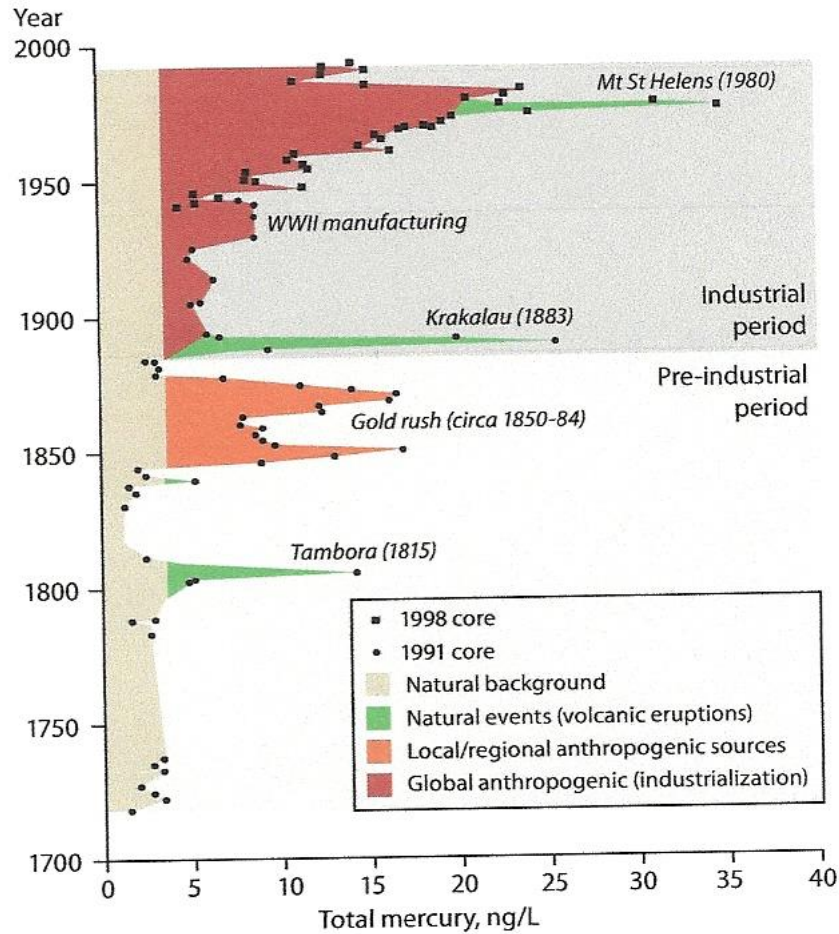 Year
2000
Mt St Helens (1980)
1950
WWII manufacturing
1900
Krakalau (1883)
Industrial
period
Pre-industrial
period
Gold rush (circa 1850-84)
1850
Tambora (1815)
1800
1998 core
1991 core
Natural background
Natural events (volcanic eruptions)
Local/regional anthropogenic sources
Global anthropogenic (industrialization)
1750
1700
0 5 10 15 20 25 30 35 40
Total mercury, ng/L